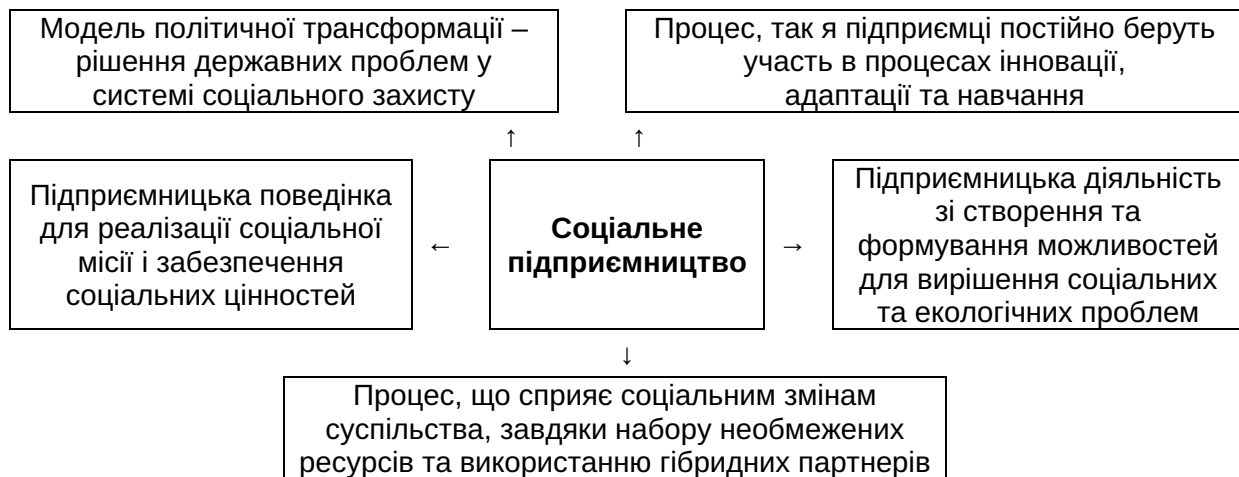 Модель політичної трансформації –
рішення державних проблем у
системі соціального захисту
Процес, так я підприємці постійно беруть
участь в процесах інновації,
адаптації та навчання
↑ ↑
Підприємницька поведінка
для реалізації соціальної
місії і забезпечення
соціальних цінностей
←
Соціальне
підприємництво
→
Підприємницька діяльність
зі створення та
формування можливостей
для вирішення соціальних
та екологічних проблем
↓
Процес, що сприяє соціальним змінам
суспільства, завдяки набору необмежених
ресурсів та використанню гібридних партнерів